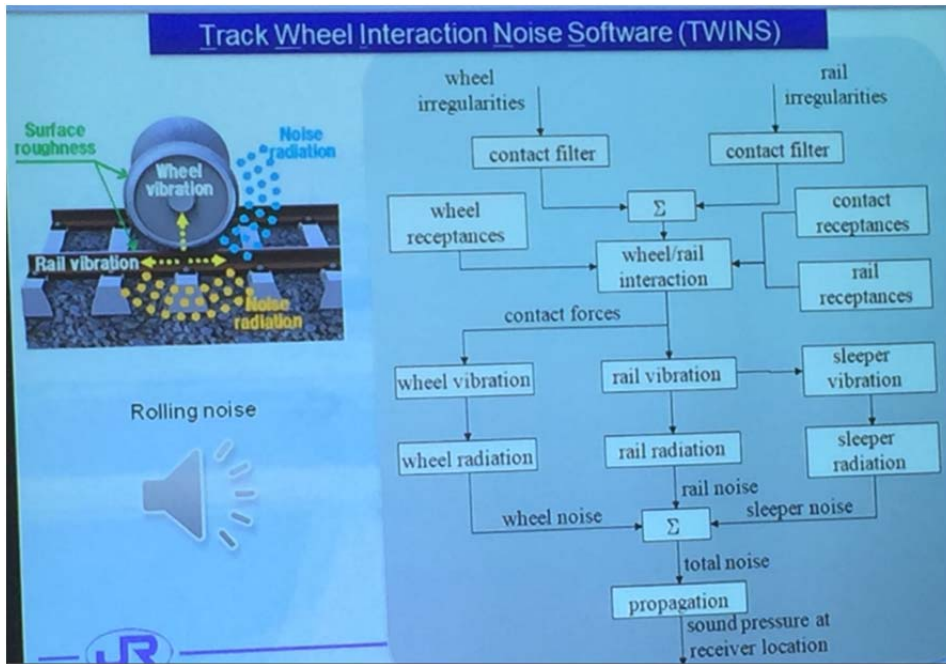 Track Wheel Interaction Noise Software (TWINS)
Surface
roughness
Wheel
vibration
Noise
radiation
Rail vibration
Noise
radiation
Rolling noise
JR
wheel
irregularities
rail
irregularities
contact filter
contact filter
Σ
wheel
receptances
contact
receptances
wheel/rail
interaction
rail
receptances
contact forces
wheel vibration
rail vibration
sleeper
vibration
wheel radiation
rail radiation
sleeper
radiation
rail noise
wheel noise
Σ
sleeper noise
total noise
propagation
sound pressure at
receiver location